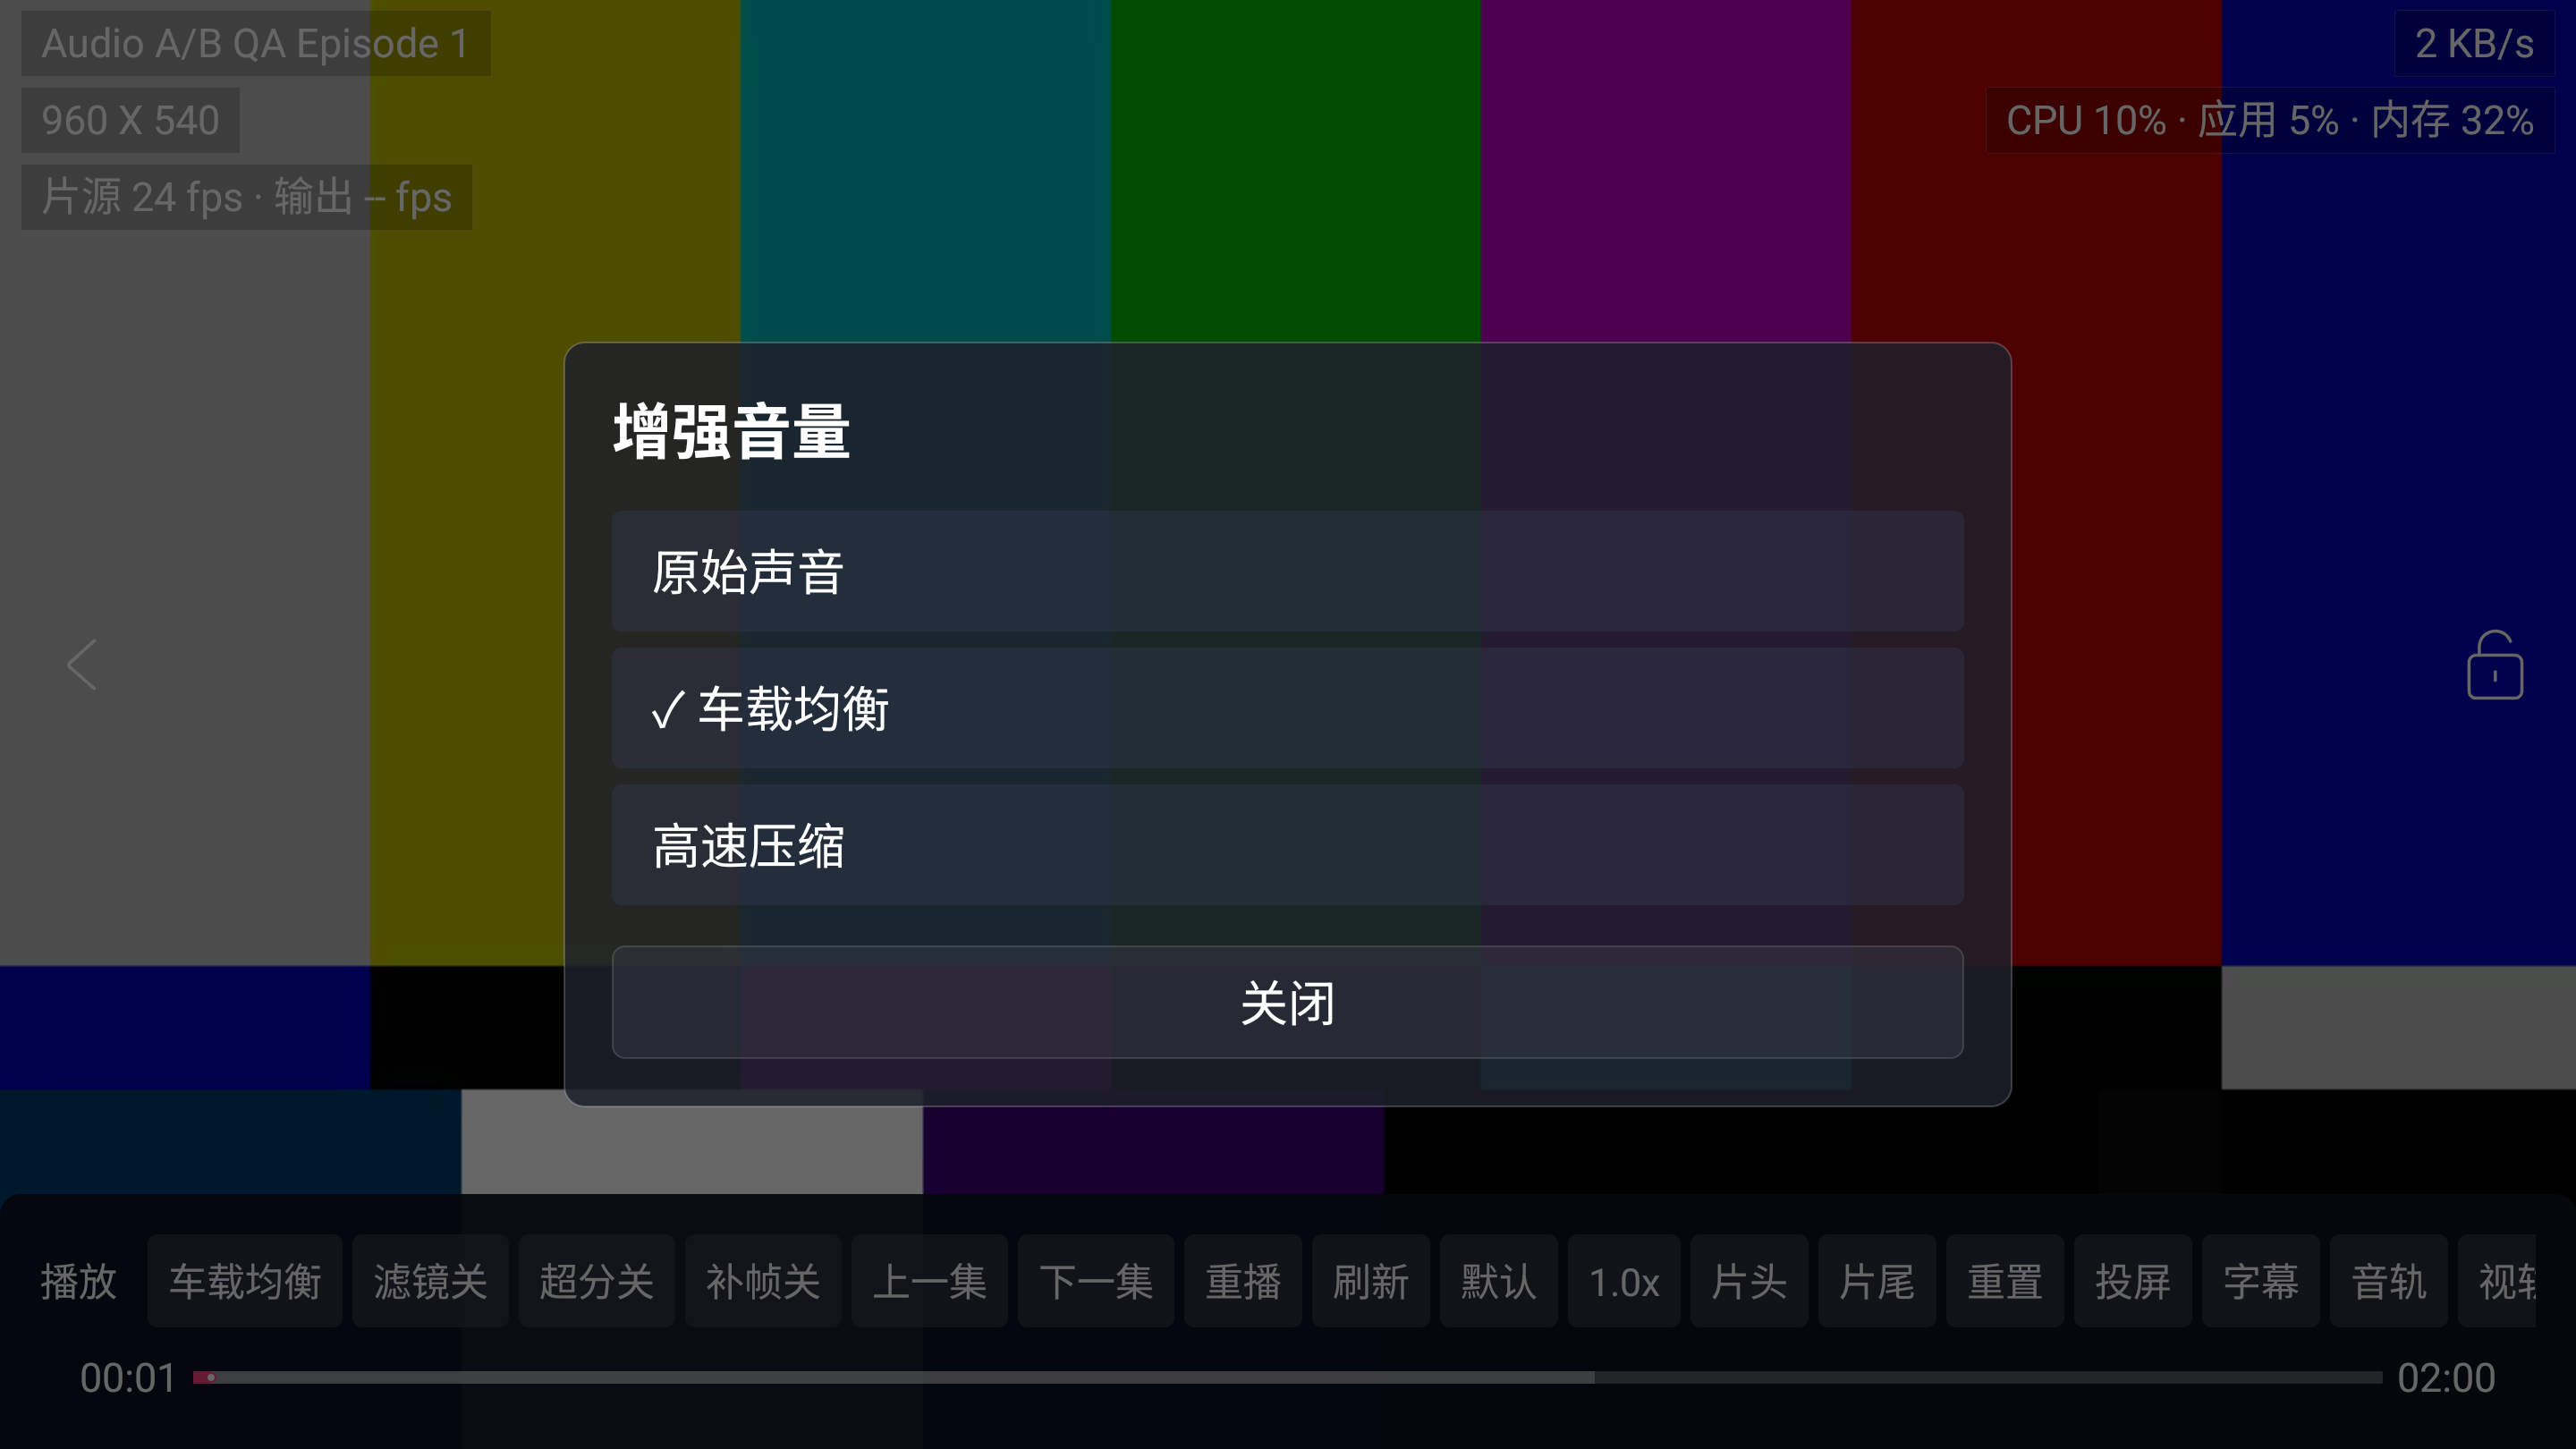 Audio A/B QA Episode 1
2 KB/s
960 X 540
CPU 10% · 应用 5% · 内存 32%
片源 24 fps · 输出 -- fps
增强音量
原始声音
✓ 车载均衡
高速压缩
关闭
播放 车载均衡 滤镜关 超分关 补帧关 上一集 下一集 重播 刷新 默认 1.0x 片头 片尾 重置 投屏 字幕 音轨 视
00:01 02:00